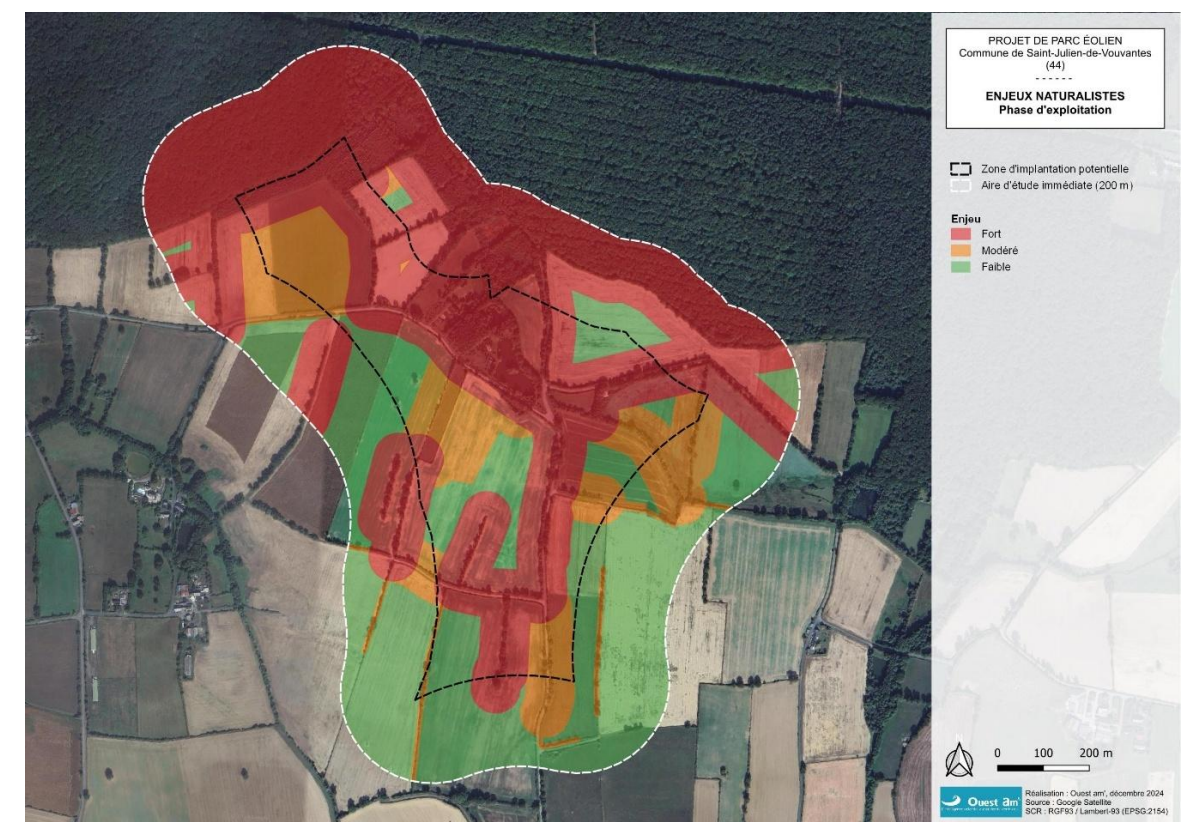 PROJET DE PARC ÉOLIEN
Commune de Saint-Julien-de-Vouvantes
(44)
- - - - - -
ENJEUX NATURALISTES
Phase d'exploitation
Zone d'implantation potentielle
Aire d'étude immédiate (200 m)
Enjeu
Fort
Modéré
Faible
N
0 100 200 m
Ouest am'
Réalisation : Ouest am', décembre 2024
Source : Google Satellite
SCR : RGF93 / Lambert-93 (EPSG:2154)